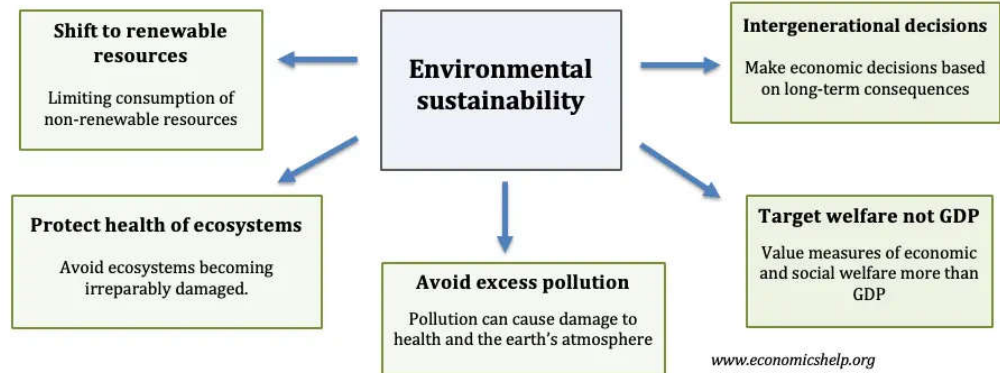 Shift to renewable
resources
Limiting consumption of
non-renewable resources
Environmental
sustainability
Intergenerational decisions
Make economic decisions based
on long-term consequences
Protect health of ecosystems
Avoid ecosystems becoming
irreparably damaged.
Avoid excess pollution
Pollution can cause damage to
health and the earth's atmosphere
Target welfare not GDP
Value measures of economic
and social welfare more than
GDP
www.economicshelp.org